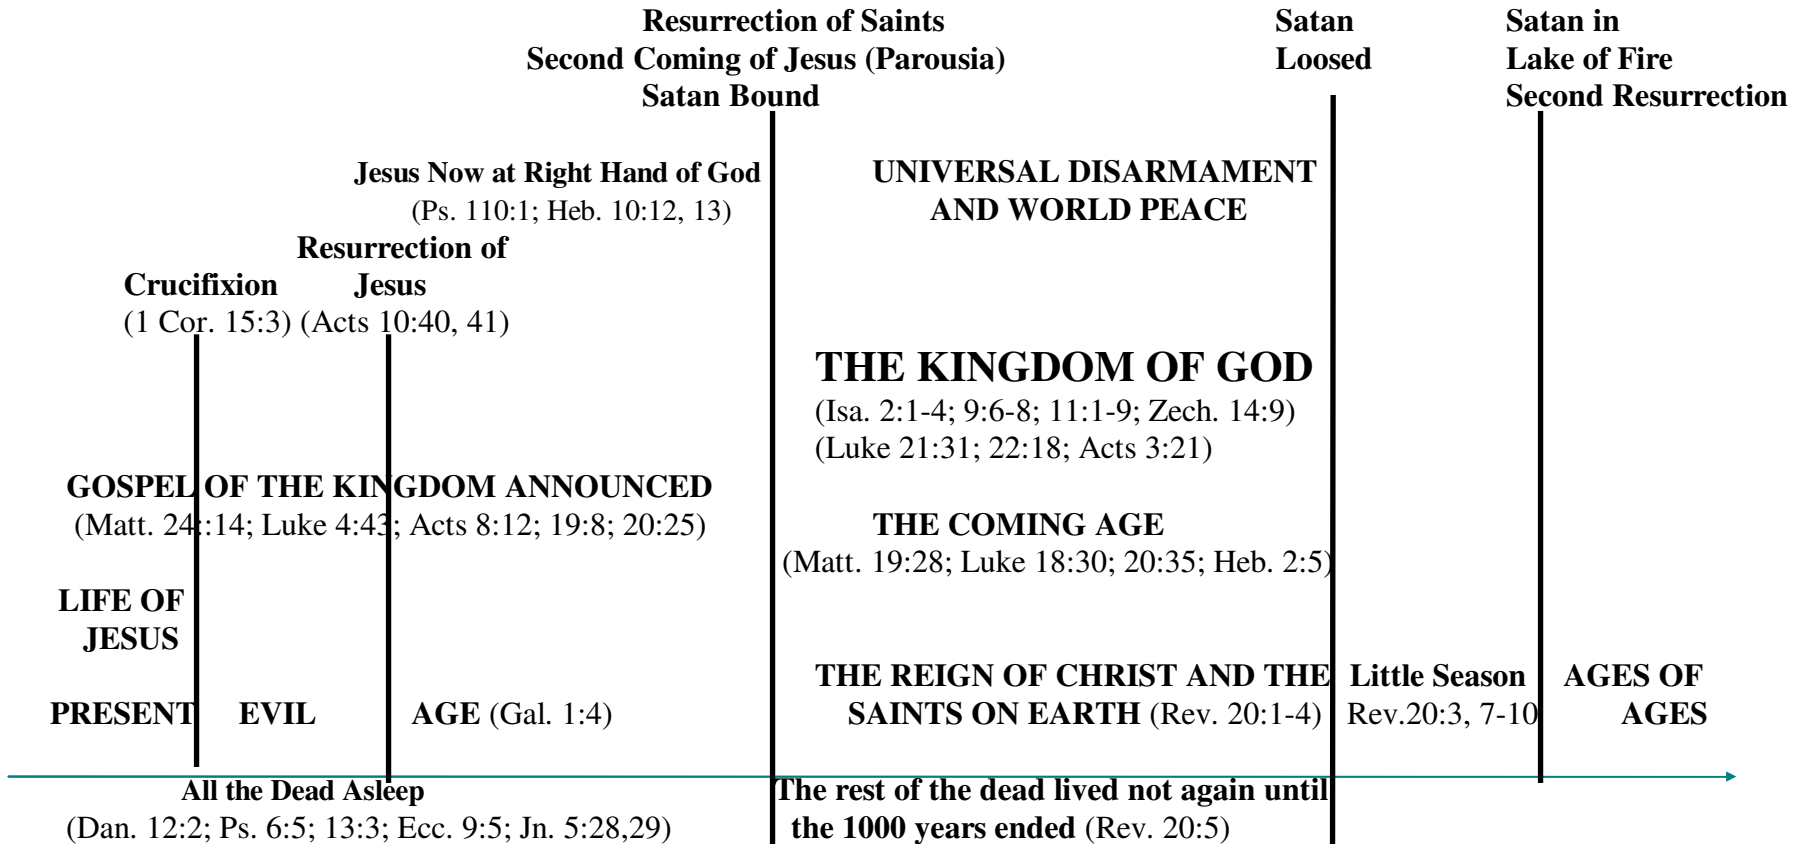 Resurrection of Saints
Second Coming of Jesus (Parousia)
Satan Bound
Satan
Loosed
Satan in
Lake of Fire
Second Resurrection
Jesus Now at Right Hand of God
(Ps. 110:1; Heb. 10:12, 13)
UNIVERSAL DISARMAMENT
AND WORLD PEACE
Crucifixion
(1 Cor. 15:3)
Resurrection of
Jesus
(Acts 10:40, 41)
THE KINGDOM OF GOD
(Isa. 2:1-4; 9:6-8; 11:1-9; Zech. 14:9)
(Luke 21:31; 22:18; Acts 3:21)
GOSPEL OF THE KINGDOM ANNOUNCED
(Matt. 24::14; Luke 4:43; Acts 8:12; 19:8; 20:25)
THE COMING AGE
(Matt. 19:28; Luke 18:30; 20:35; Heb. 2:5)
LIFE OF
JESUS
PRESENT EVIL AGE (Gal. 1:4)
THE REIGN OF CHRIST AND THE
SAINTS ON EARTH (Rev. 20:1-4)
Little Season
Rev.20:3, 7-10
AGES OF
AGES
All the Dead Asleep
(Dan. 12:2; Ps. 6:5; 13:3; Ecc. 9:5; Jn. 5:28,29)
The rest of the dead lived not again until
the 1000 years ended (Rev. 20:5)